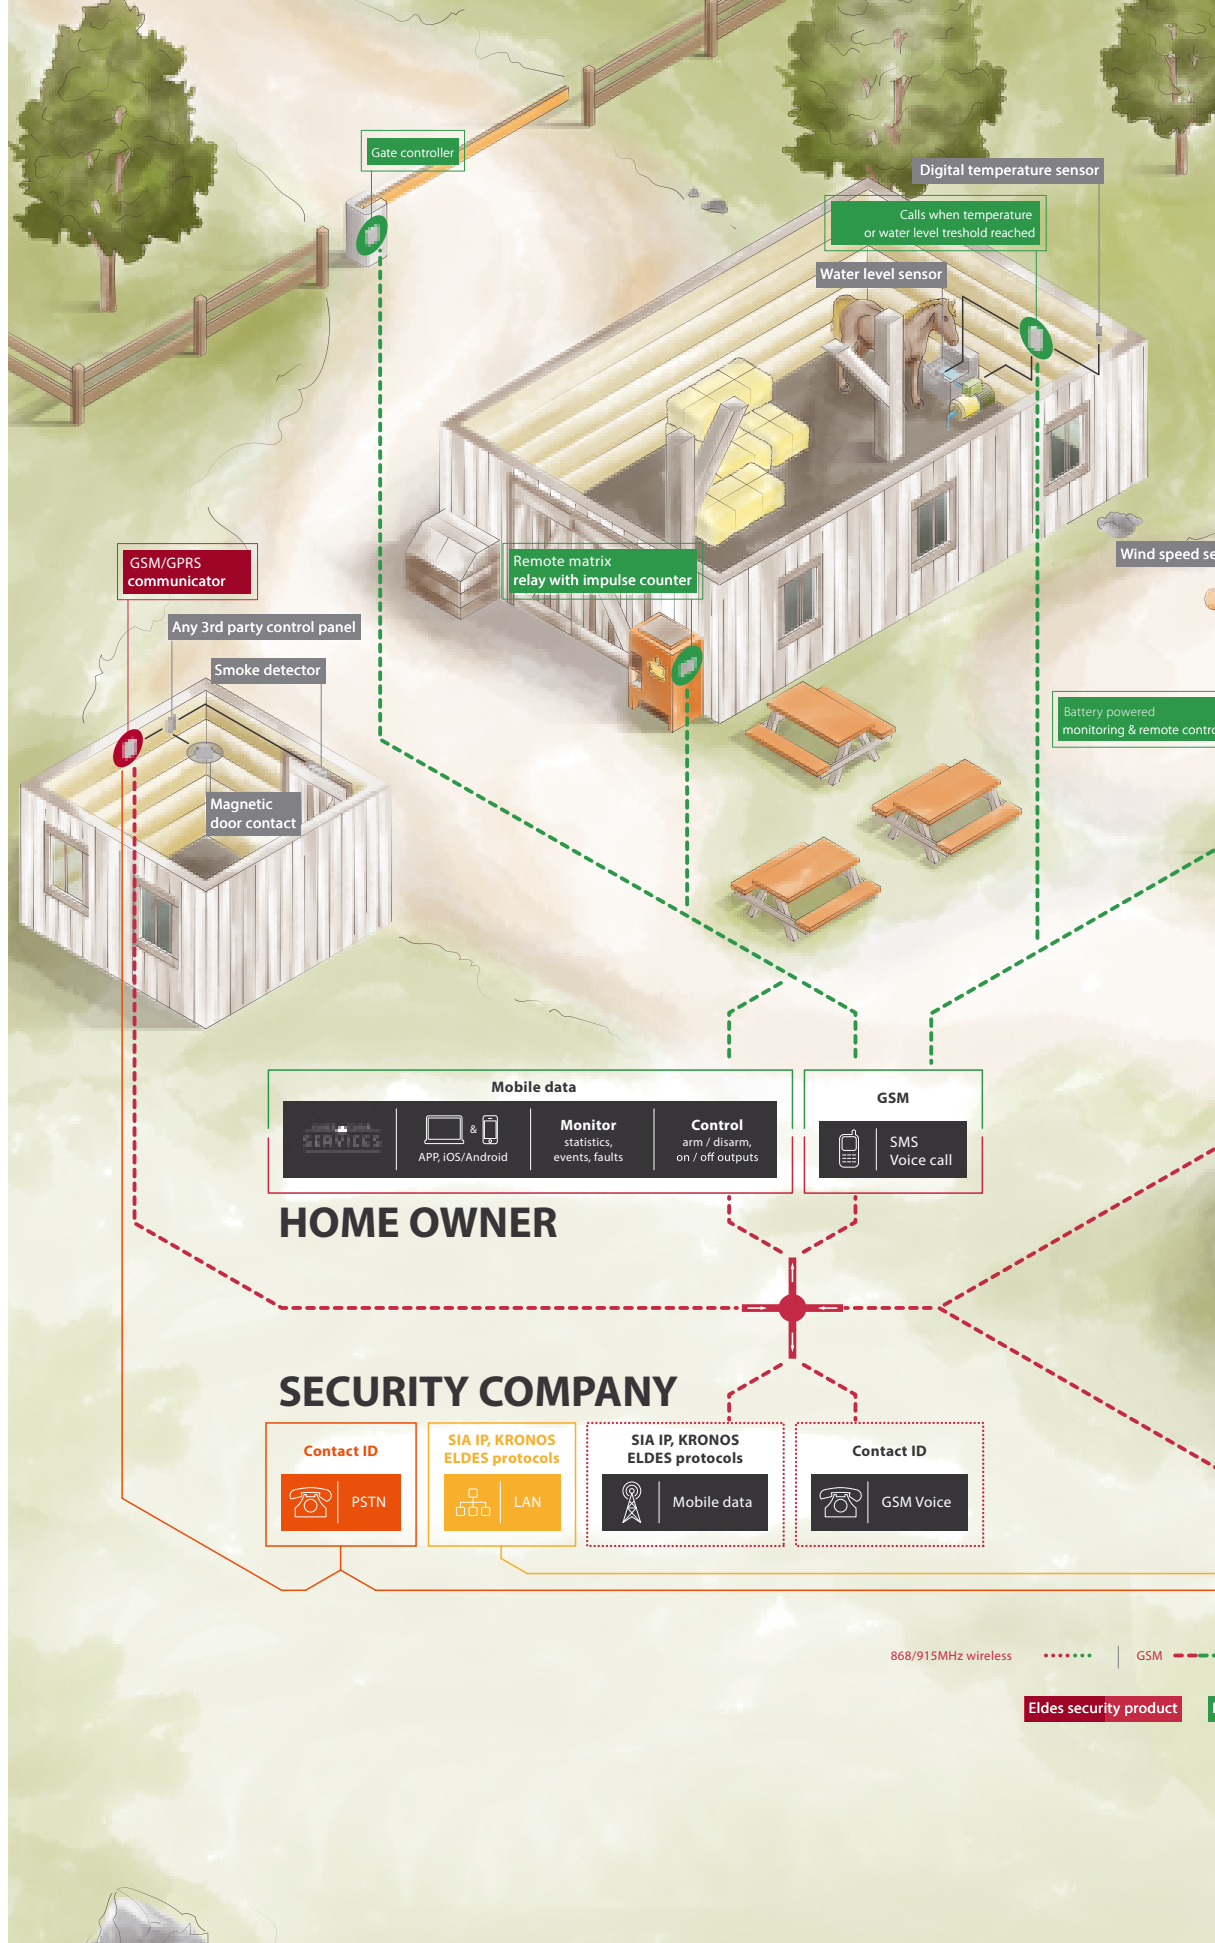 Gate controller
Digital temperature sensor
Calls when temperature
or water level treshold reached
Water level sensor
Wind speed se
GSM/GPRS
communicator
Remote matrix
relay with impulse counter
Any 3rd party control panel
Smoke detector
Battery powered
monitoring & remote contro
Magnetic
door contact
Mobile data
SERVICES
&
APP, iOS/Android
Monitor
statistics,
events, faults
Control
arm / disarm,
on / off outputs
GSM
SMS
Voice call
HOME OWNER
SECURITY COMPANY
Contact ID
PSTN
SIA IP, KRONOS
ELDES protocols
LAN
SIA IP, KRONOS
ELDES protocols
Mobile data
Contact ID
GSM Voice
868/915MHz wireless
GSM
Eldes security product